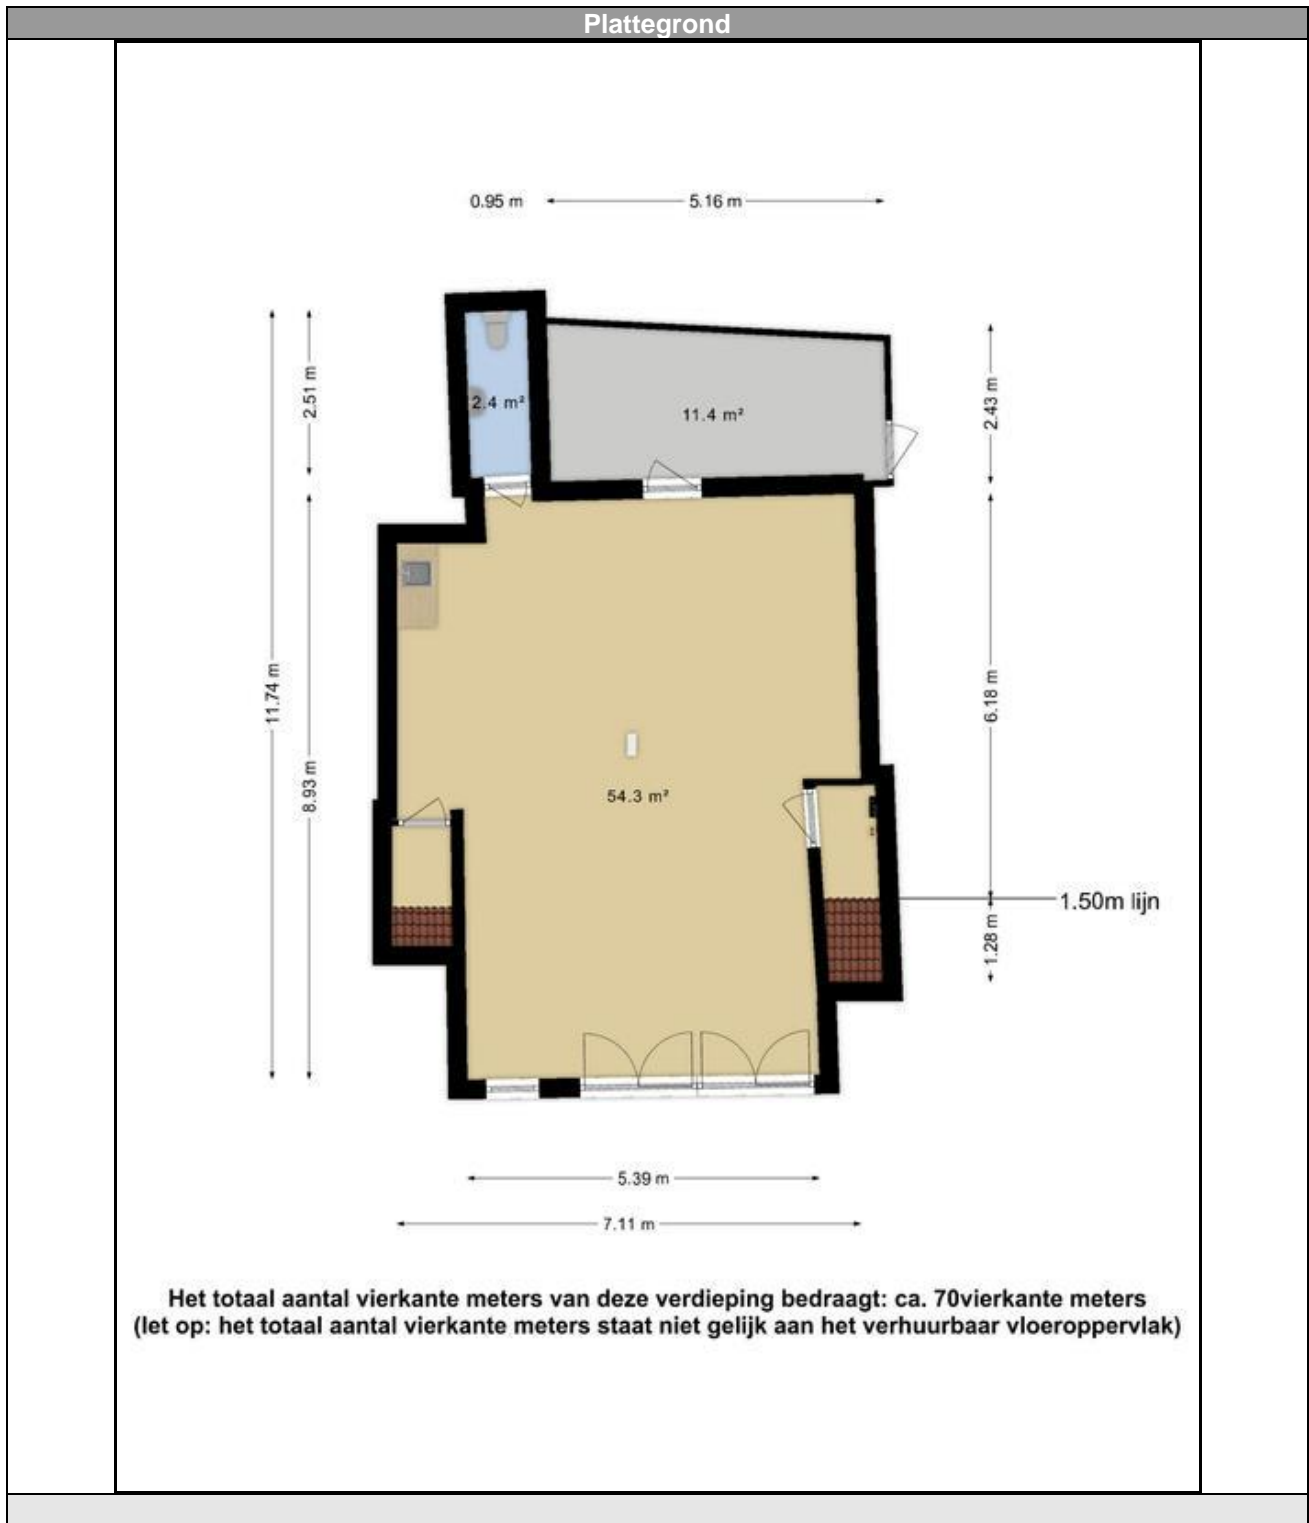 Plattegrond
0.95 m
5.16 m
2.51 m
2.43 m
2.4 m²
11.4 m²
11.74 m
6.18 m
8.93 m
54.3 m²
1.50m lijn
1.28 m
5.39 m
7.11 m
Het totaal aantal vierkante meters van deze verdieping bedraagt: ca. 70vierkante meters
(let op: het totaal aantal vierkante meters staat niet gelijk aan het verhuurbaar vloeroppervlak)